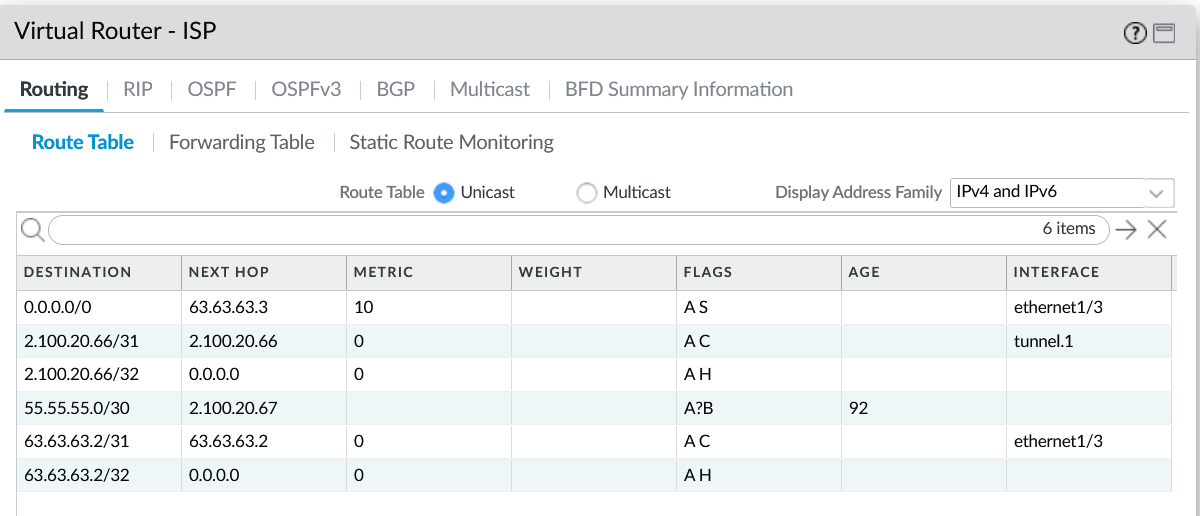 Virtual Router - ISP
Routing RIP OSPF OSPFv3 BGP Multicast BFD Summary Information
Route Table Forwarding Table Static Route Monitoring
Route Table Unicast Multicast Display Address Family IPv4 and IPv6
6 items
DESTINATION NEXT HOP METRIC WEIGHT FLAGS AGE INTERFACE
0.0.0.0/0 63.63.63.3 10 A S ethernet1/3
2.100.20.66/31 2.100.20.66 0 A C tunnel.1
2.100.20.66/32 0.0.0.0 0 A H
55.55.55.0/30 2.100.20.67 A?B 92
63.63.63.2/31 63.63.63.2 0 A C ethernet1/3
63.63.63.2/32 0.0.0.0 0 A H